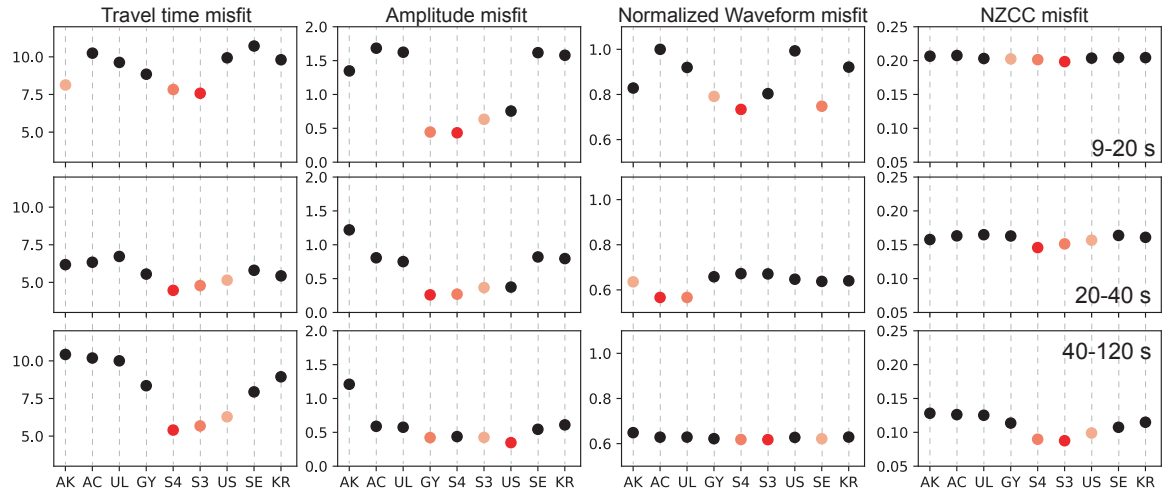 Travel time misfit Amplitude misfit Normalized Waveform misfit NZCC misfit
10.0 2.0 1.0 0.25
7.5 1.5 0.8 0.20
5.0 1.0 0.6 0.15
0.5 0.10
0.0 0.05
9-20 s
10.0 2.0 1.0 0.25
7.5 1.5 0.8 0.20
5.0 1.0 0.6 0.15
0.5 0.10
0.0 0.05
20-40 s
10.0 2.0 1.0 0.25
7.5 1.5 0.8 0.20
5.0 1.0 0.6 0.15
0.5 0.10
0.0 0.05
40-120 s
AK AC UL GY S4 S3 US SE KR AK AC UL GY S4 S3 US SE KR AK AC UL GY S4 S3 US SE KR AK AC UL GY S4 S3 US SE KR